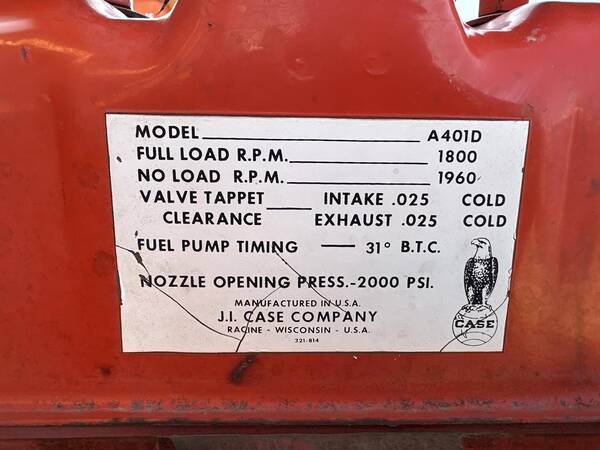 MODEL A401D
FULL LOAD R.P.M. 1800
NO LOAD R.P.M. 1960
VALVE TAPPET INTAKE .025 COLD
CLEARANCE EXHAUST .025 COLD
FUEL PUMP TIMING — 31° B.T.C.
NOZZLE OPENING PRESS.-2000 PSI.
MANUFACTURED IN U.S.A.
J.I. CASE COMPANY
RACINE - WISCONSIN - U.S.A.
321-814
CASE